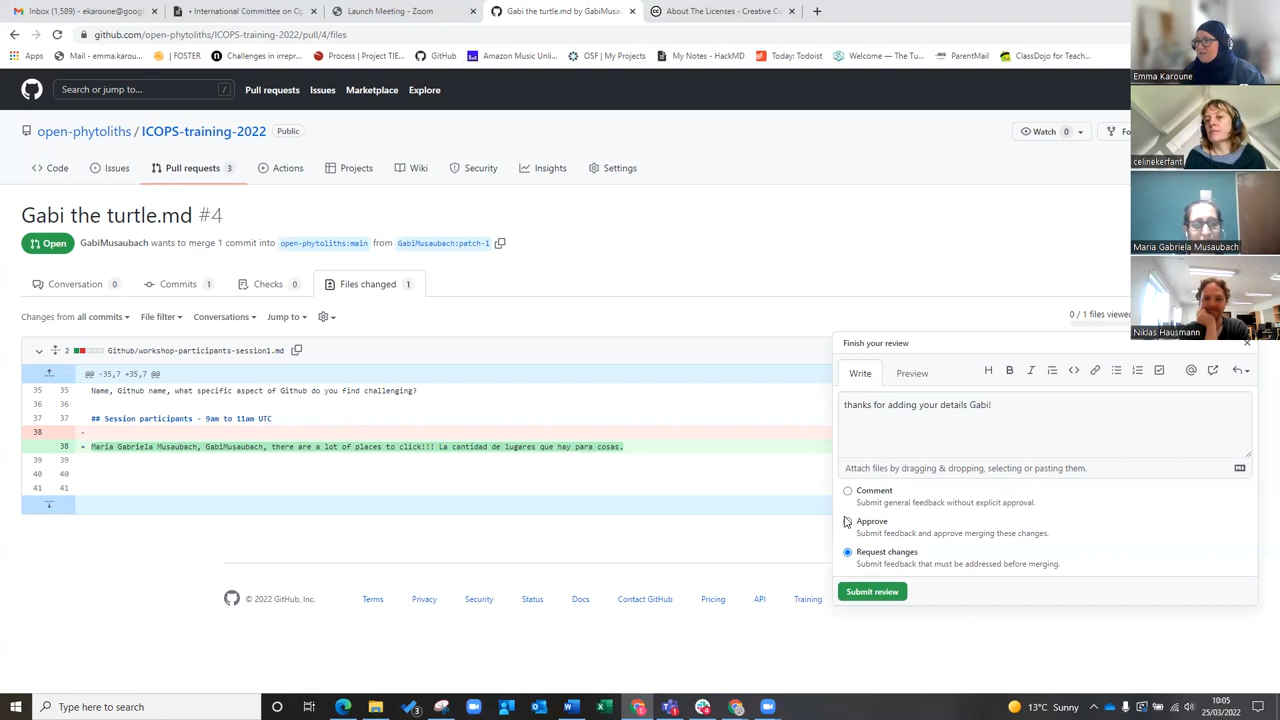 Inbox (1,589) - ekaroune@googl
• International Committee on Op
Launch Meeting - Zoom
Gabi the turtle.md by GabiMusa
About The Licenses - Creative Cu
github.com/open-phytoliths/ICOPS-training-2022/pull/4/files
Apps
Mail - emma.karoun...
| FOSTER
Challenges in irrepr...
Process | Project TIE...
GitHub
Amazon Music Unli...
OSF | My Projects
My Notes - HackMD
Todoist: Todoist
Welcome — The Tu...
ParentMail
ClassDojo for Teach...
Search or jump to...
/
Pull requests
Issues
Marketplace
Explore
open-phytoliths / ICOPS-training-2022
Public
Watch 0
Fo
Code
Issues
Pull requests 3
Actions
Projects
Wiki
Security
Insights
Settings
Gabi the turtle.md #4
Open
GabiMusaubach wants to merge 1 commit into open-phytoliths:main from GabiMusaubach:patch-1
Conversation 0
Commits 1
Checks 0
Files changed 1
Changes from all commits
File filter
Conversations
Jump to
0 / 1 files viewed
2 Github/workshop-participants-session1.md
@@ -35,7 +35,7 @@
35 35 Name, Github name, what specific aspect of Github do you find challenging?
36 36
37 37 ## Session participants - 9am to 11am UTC
38 -
38 + Maria Gabriela Musaubach, GabiMusaubach, there are a lot of places to click!!! La cantidad de lugares que hay para cosas.
39 39
40 40
41 41
Finish your review
Write
Preview
thanks for adding your details Gabi!
Attach files by dragging & dropping, selecting or pasting them.
Comment
Submit general feedback without explicit approval.
Approve
Submit feedback and approve merging these changes.
Request changes
Submit feedback that must be addressed before merging.
Submit review
© 2022 GitHub, Inc.
Terms
Privacy
Security
Status
Docs
Contact GitHub
Pricing
API
Training
Emma Karoune
celinekerfant
Maria Gabriela Musaubach
Niklas Hausmann
Type here to search
13°C Sunny
10:05
25/03/2022